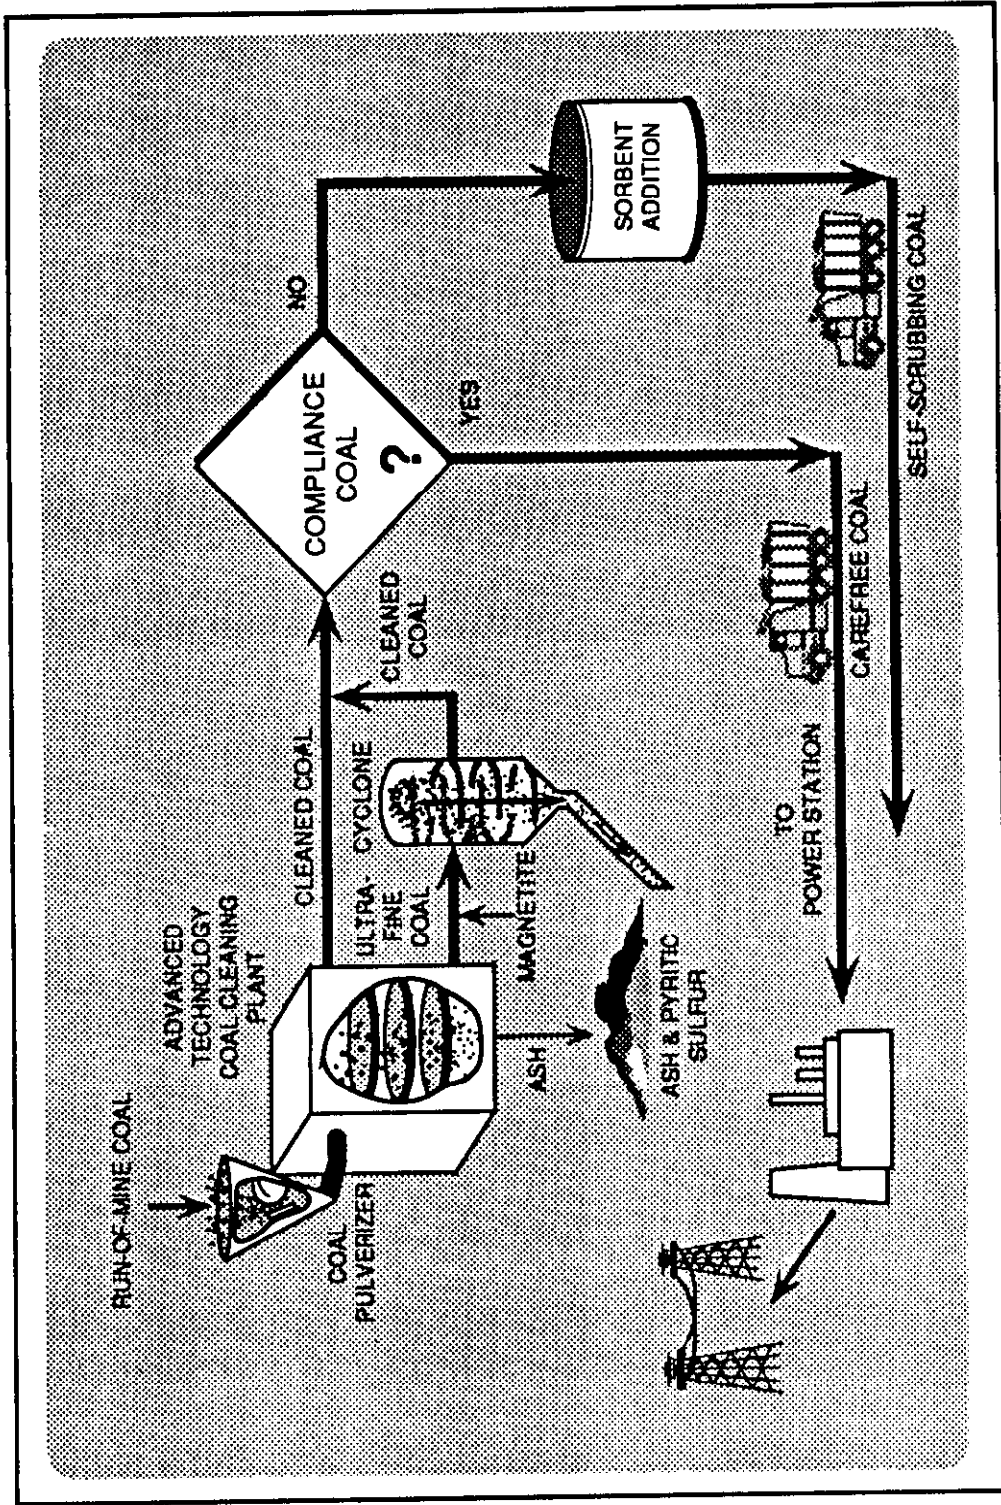 RUN-OF-MINE COAL
COAL
PULVERIZER
ADVANCED
TECHNOLOGY
COAL CLEANING
PLANT
CLEANED COAL
ULTRA-
FINE
COAL
CYCLONE
MAGNETITE
ASH
ASH & PYRITIC
SULFUR
CLEANED
COAL
COMPLIANCE
COAL
?
NO
YES
SORBENT
ADDITION
TO
POWER STATION
CAREFREE COAL
SELF-SCRUBBING COAL